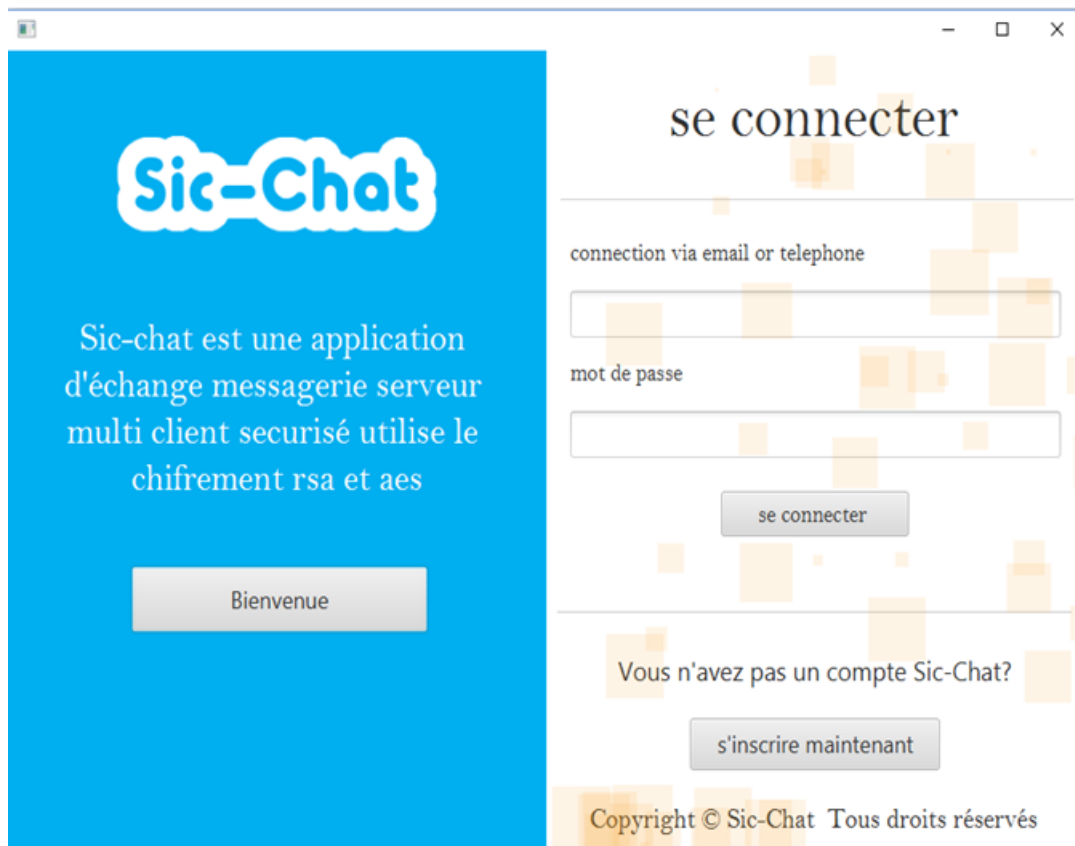 Sic-Chat
Sic-chat est une application
d'échange messagerie serveur
multi client securisé utilise le
chifrement rsa et aes
Bienvenue
se connecter
connection via email or telephone
mot de passe
se connecter
Vous n'avez pas un compte Sic-Chat?
s'inscrire maintenant
Copyright © Sic-Chat Tous droits réservés